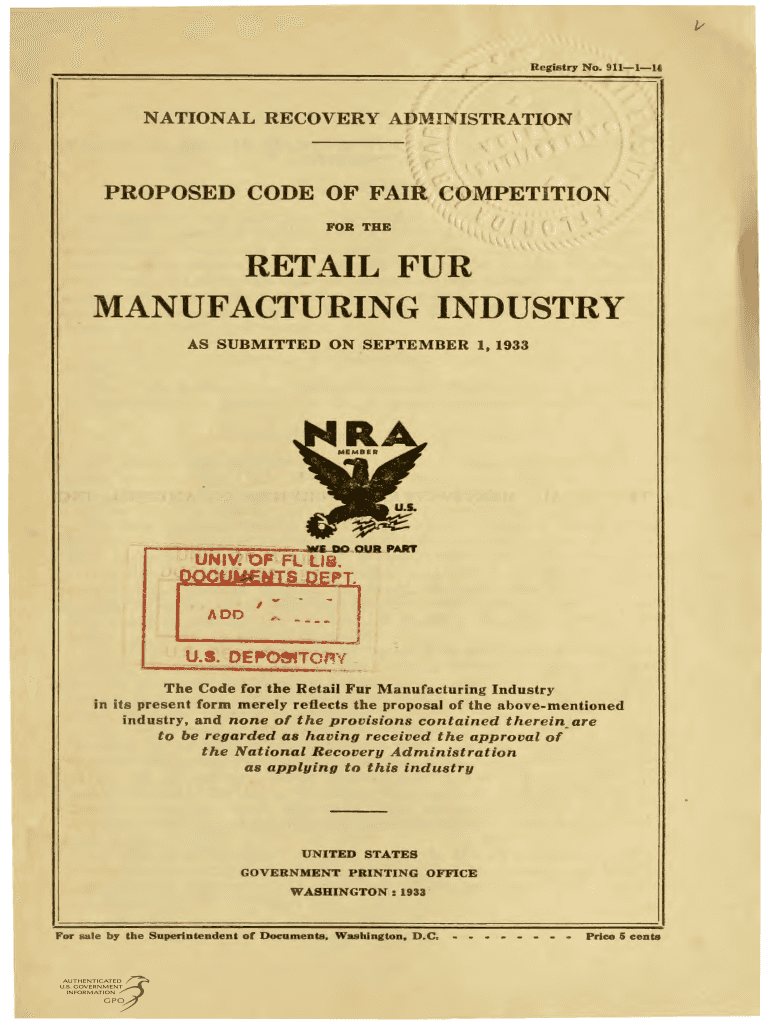 Registry No. 911—1—14
NATIONAL RECOVERY ADMINISTRATION
PROPOSED CODE OF FAIR COMPETITION
FOR THE
RETAIL FUR
MANUFACTURING INDUSTRY
AS SUBMITTED ON SEPTEMBER 1, 1933
NRA
MEMBER
U.S.
WE DO OUR PART
UNIV. OF FL LIB.
DOCUMENTS DEPT.
ADD
U.S. DEPOSITORY
The Code for the Retail Fur Manufacturing Industry
in its present form merely reflects the proposal of the above-mentioned
industry, and none of the provisions contained therein are
to be regarded as having received the approval of
the National Recovery Administration
as applying to this industry
UNITED STATES
GOVERNMENT PRINTING OFFICE
WASHINGTON : 1933
For sale by the Superintendent of Documents, Washington, D.C. - - - - - - - - Price 5 cents
AUTHENTICATED
U.S. GOVERNMENT
INFORMATION
GPO